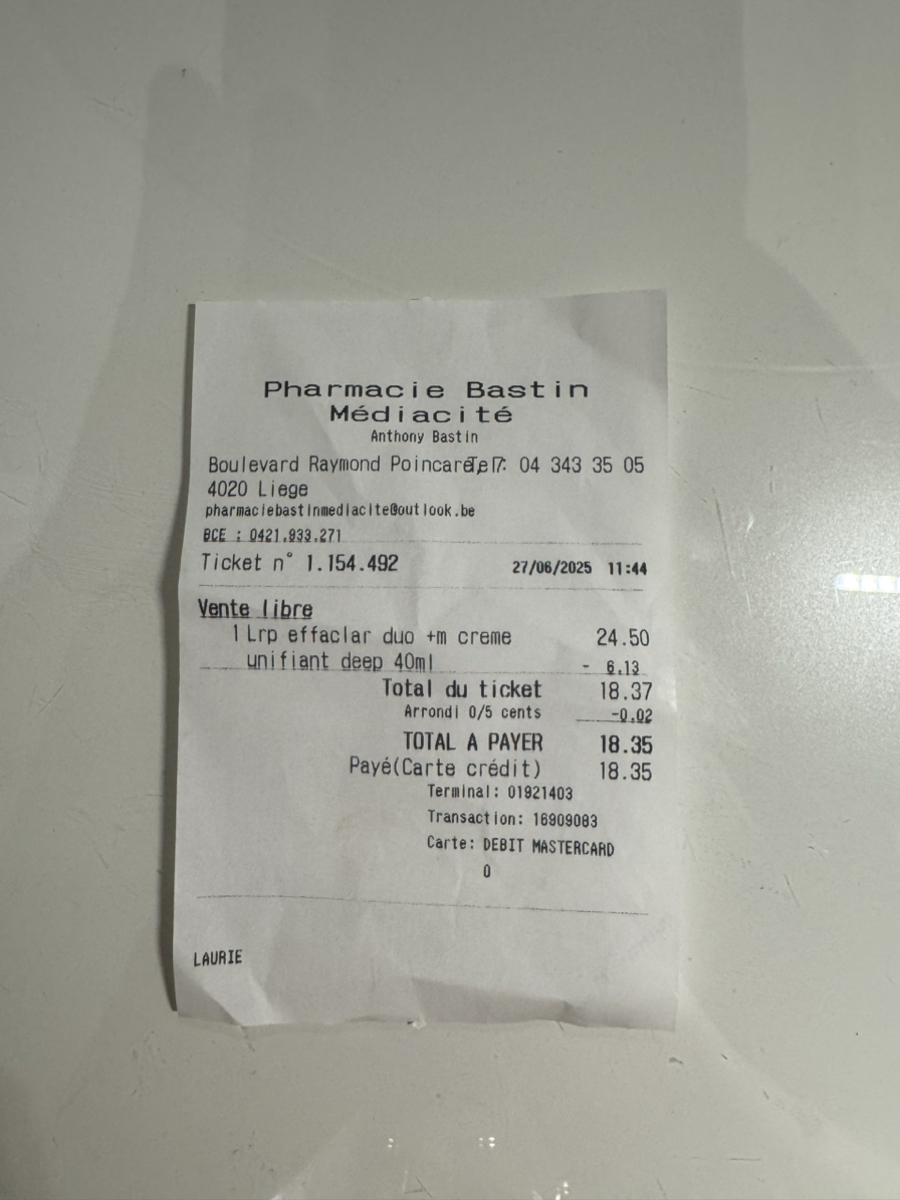 Pharmacie Bastin
Médiacité
Anthony Bastin
Boulevard Raymond Poincaré, 7 Tel : 04 343 35 05
4020 Liege
pharmaciebastinmediacite@outlook.be
BCE : 0421.933.271
Ticket n° 1.154.492 27/06/2025 11:44
Vente libre
1 Lrp effaclar duo +m creme 24.50
unifiant deep 40ml - 6.13
Total du ticket 18.37
Arrondi 0/5 cents -0.02
TOTAL A PAYER 18.35
Payé(Carte crédit) 18.35
Terminal: 01921403
Transaction: 16909083
Carte: DEBIT MASTERCARD
0
LAURIE